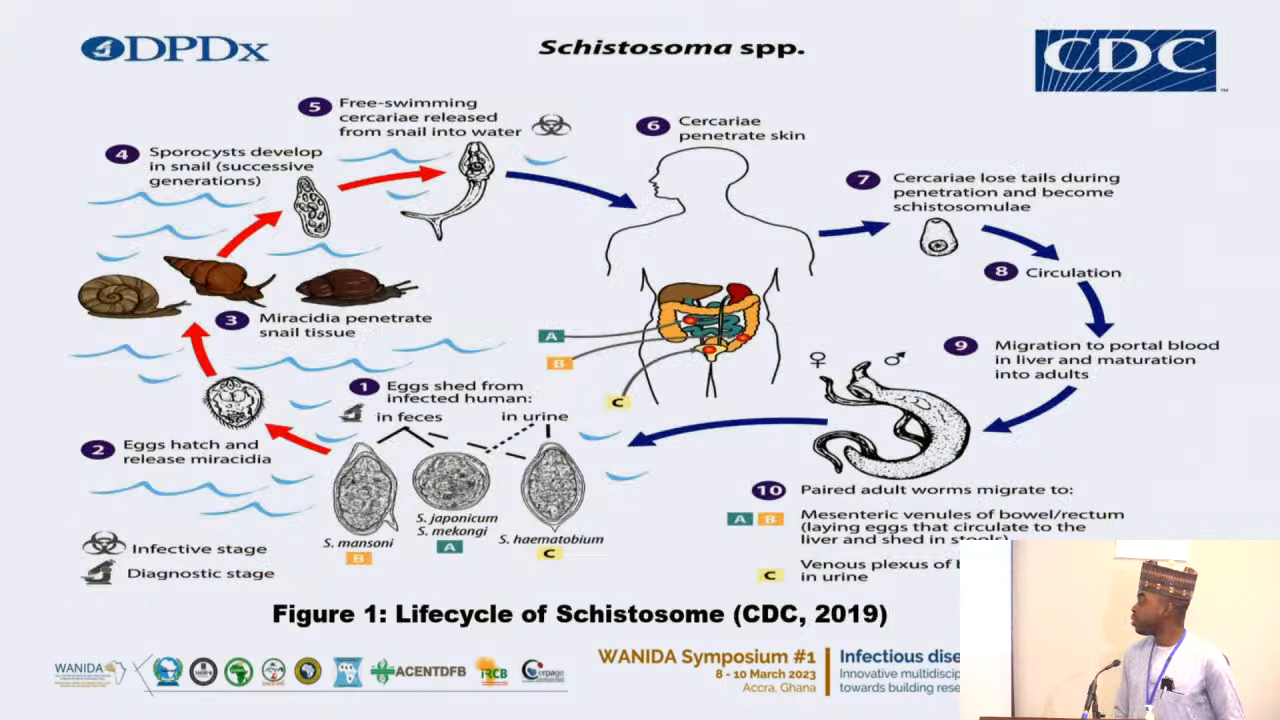 DPDx
Schistosoma spp.
CDC
TM
5 Free-swimming
cercariae released
from snail into water
6 Cercariae
penetrate skin
4 Sporocysts develop
in snail (successive
generations)
7 Cercariae lose tails during
penetration and become
schistosomulae
8 Circulation
3 Miracidia penetrate
snail tissue
A
B
C
9 Migration to portal blood
in liver and maturation
into adults
♀ ♂
1 Eggs shed from
infected human:
in feces
in urine
2 Eggs hatch and
release miracidia
S. mansoni
B
S. japonicum
S. mekongi
A
S. haematobium
C
10 Paired adult worms migrate to:
A B Mesenteric venules of bowel/rectum
(laying eggs that circulate to the
liver and shed in stools)
C Venous plexus of
in urine
Infective stage
Diagnostic stage
Figure 1: Lifecycle of Schistosome (CDC, 2019)
WANIDA
ACENTDFB
IRCB
Cerpage
WANIDA Symposium #1
8 - 10 March 2023
Accra, Ghana
Infectious dise
Innovative multidiscip
towards building rese